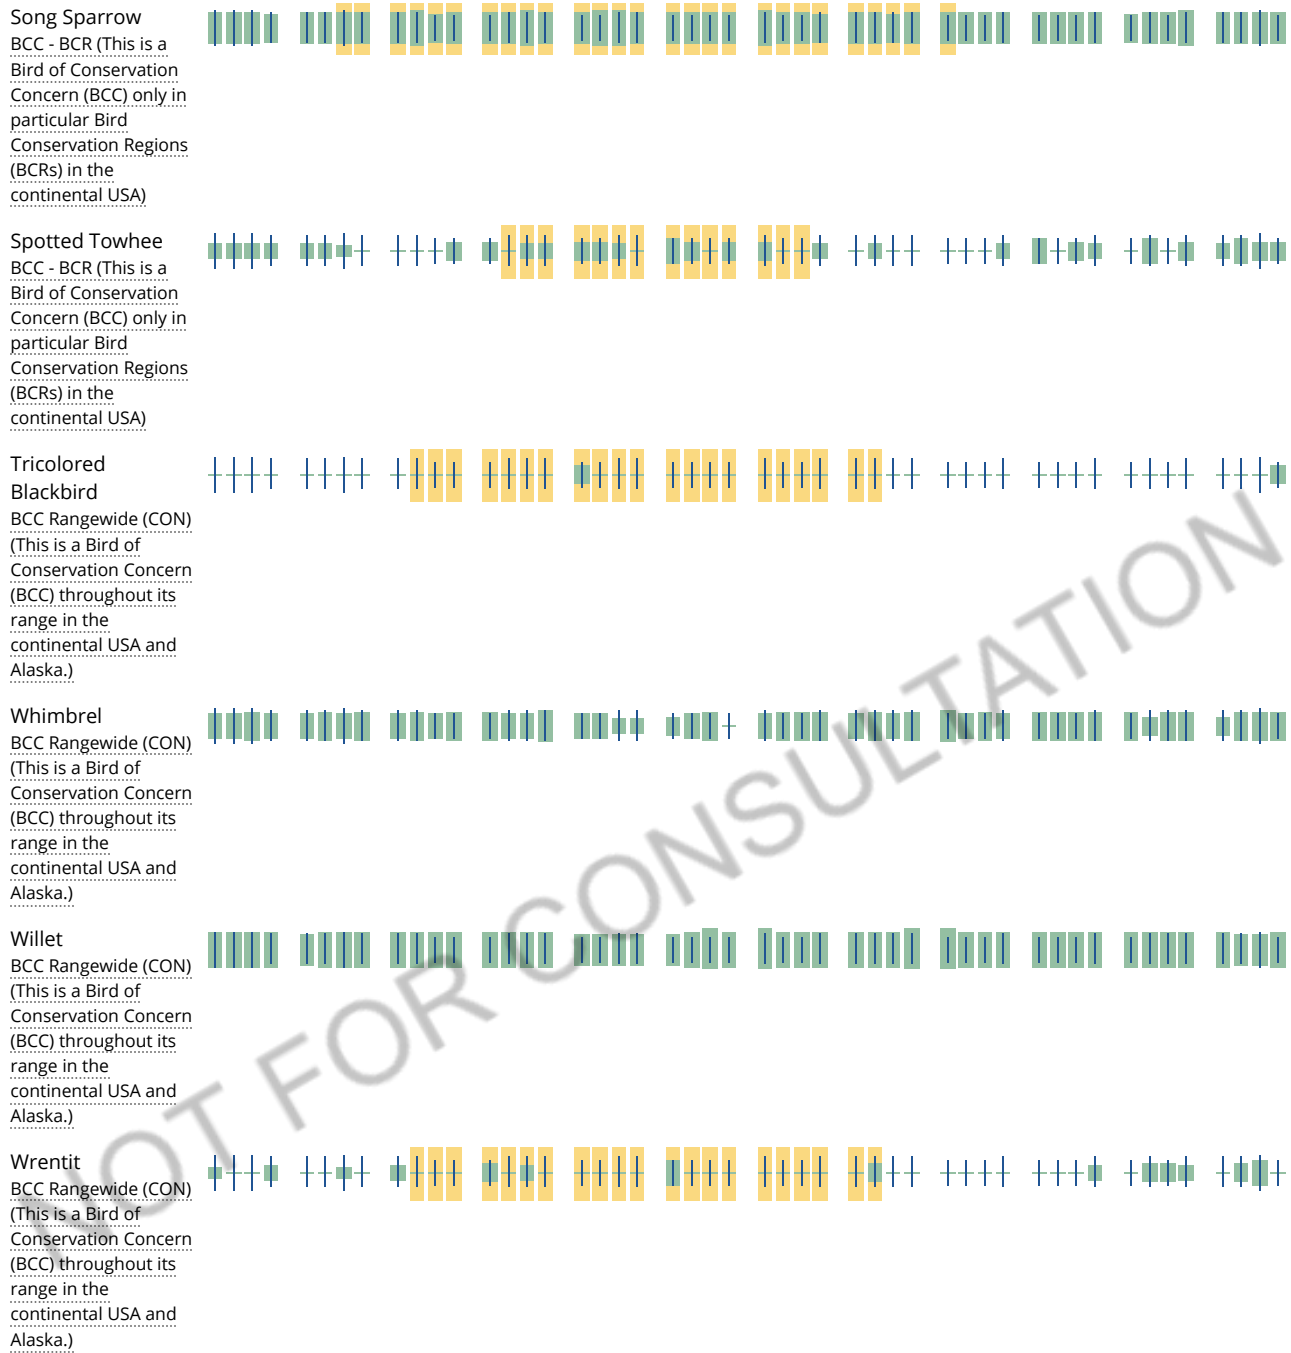 Song Sparrow
BCC - BCR (This is a
Bird of Conservation
Concern (BCC) only in
particular Bird
Conservation Regions
(BCRs) in the
continental USA)
Spotted Towhee
BCC - BCR (This is a
Bird of Conservation
Concern (BCC) only in
particular Bird
Conservation Regions
(BCRs) in the
continental USA)
Tricolored
Blackbird
BCC Rangewide (CON)
(This is a Bird of
Conservation Concern
(BCC) throughout its
range in the
continental USA and
Alaska.)
Whimbrel
BCC Rangewide (CON)
(This is a Bird of
Conservation Concern
(BCC) throughout its
range in the
continental USA and
Alaska.)
Willet
BCC Rangewide (CON)
(This is a Bird of
Conservation Concern
(BCC) throughout its
range in the
continental USA and
Alaska.)
Wrentit
BCC Rangewide (CON)
(This is a Bird of
Conservation Concern
(BCC) throughout its
range in the
continental USA and
Alaska.)
NOT FOR CONSULTATION